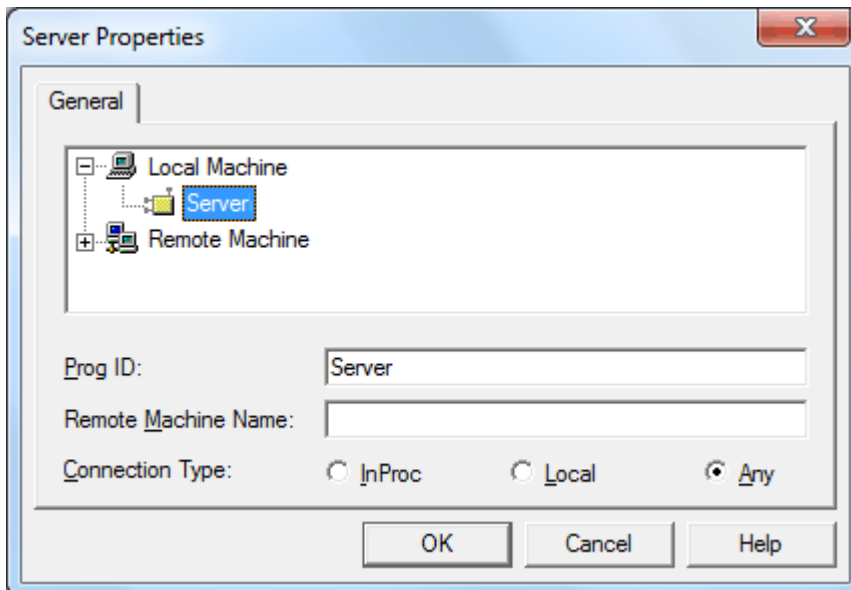 Server Properties
General
Local Machine
Server
Remote Machine
Prog ID: Server
Remote Machine Name:
Connection Type: InProc Local Any
OK Cancel Help